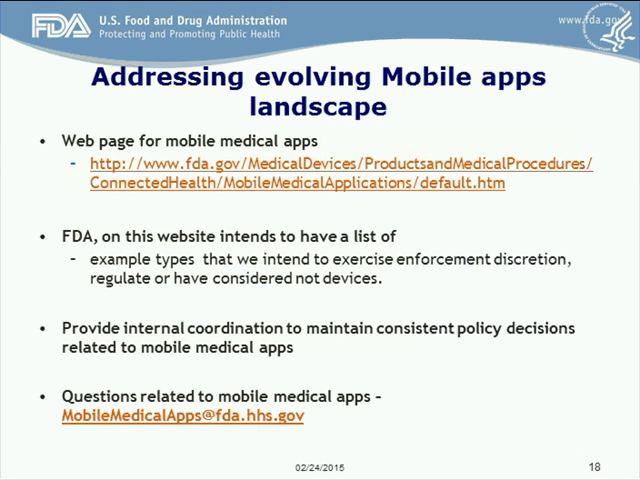 FDA U.S. Food and Drug Administration
Protecting and Promoting Public Health
www.fda.gov
Addressing evolving Mobile apps
landscape
• Web page for mobile medical apps
– http://www.fda.gov/MedicalDevices/ProductsandMedicalProcedures/
ConnectedHealth/MobileMedicalApplications/default.htm
• FDA, on this website intends to have a list of
– example types that we intend to exercise enforcement discretion,
regulate or have considered not devices.
• Provide internal coordination to maintain consistent policy decisions
related to mobile medical apps
• Questions related to mobile medical apps –
MobileMedicalApps@fda.hhs.gov
02/24/2015
18